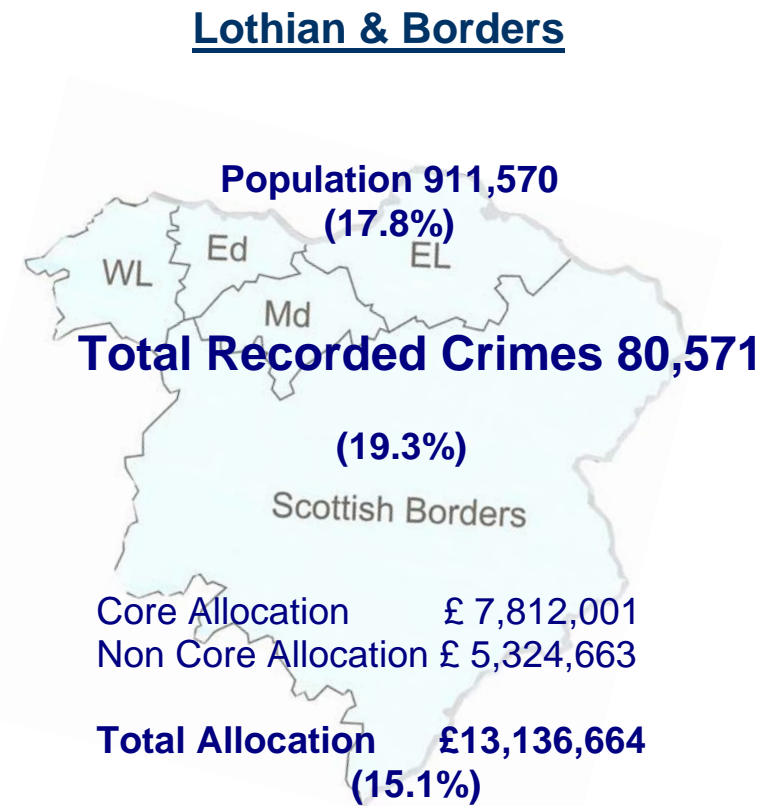 Lothian & Borders
Population 911,570
(17.8%)
WL
Ed
EL
Md
Total Recorded Crimes 80,571
(19.3%)
Scottish Borders
Core Allocation £ 7,812,001
Non Core Allocation £ 5,324,663
Total Allocation £13,136,664
(15.1%)